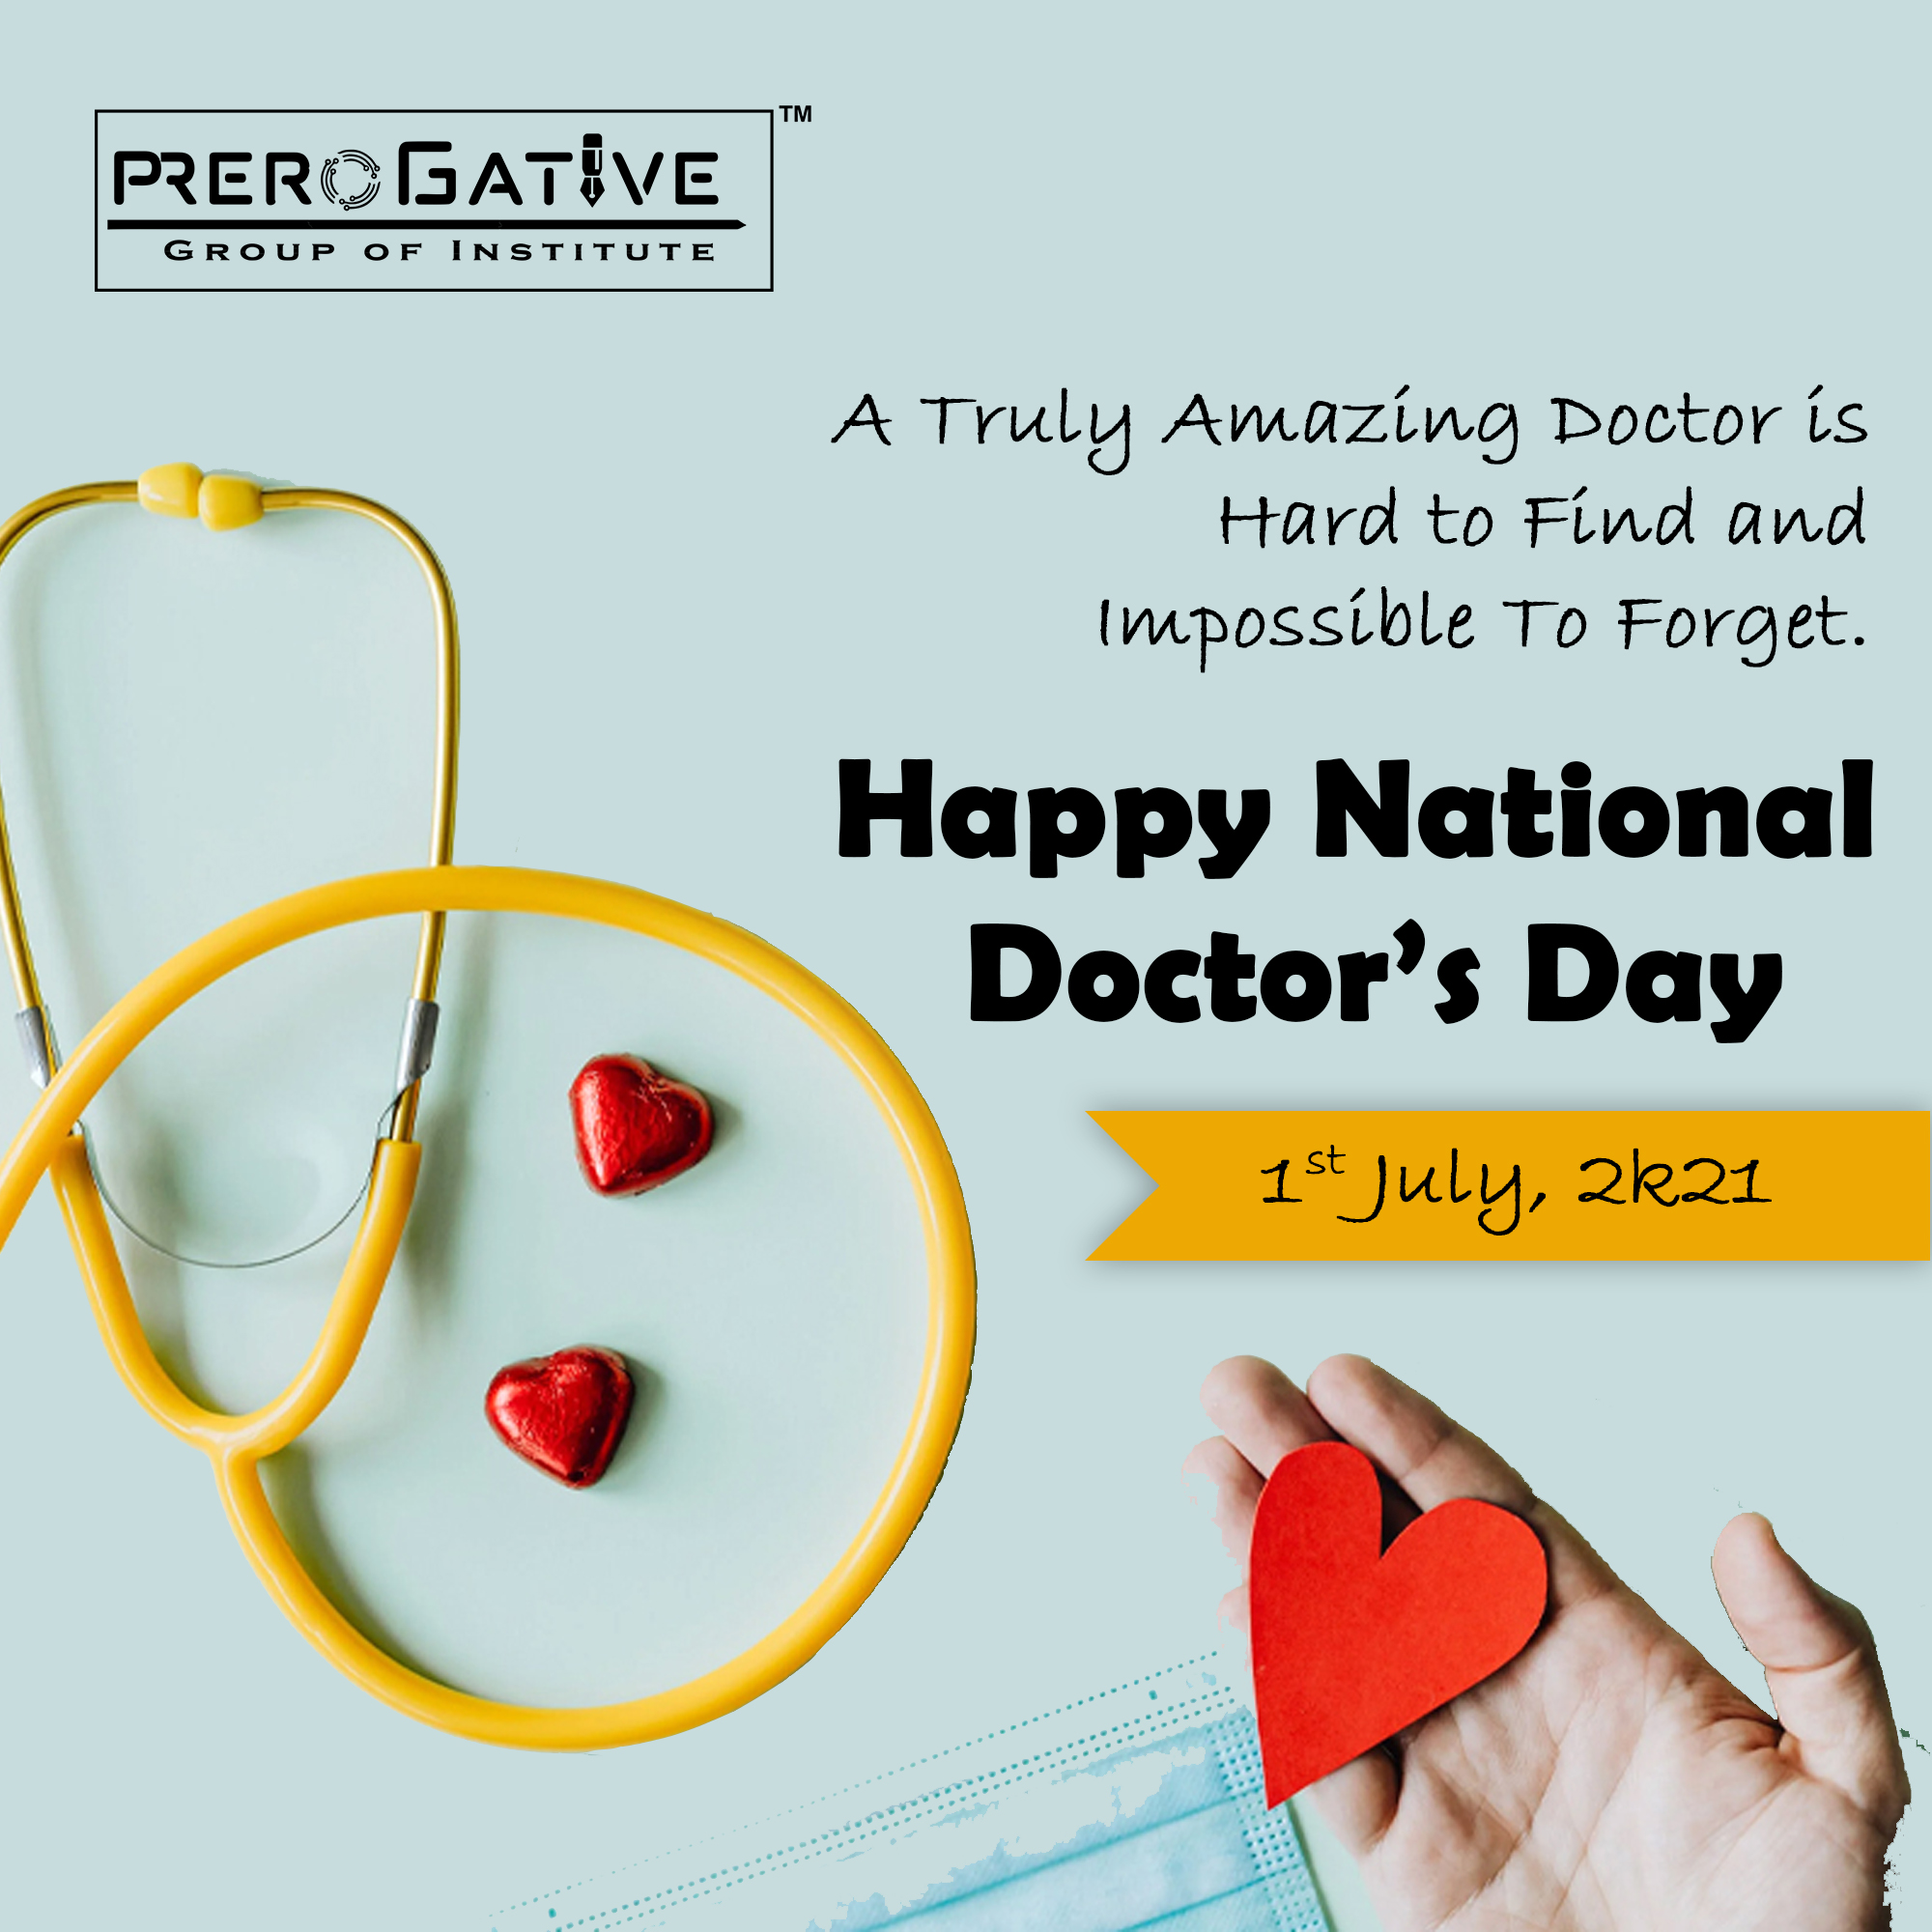 PREROGATIVE TM
GROUP OF INSTITUTE
A Truly Amazing Doctor is
Hard to Find and
Impossible To Forget.
Happy National
Doctor’s Day
1st July, 2k21